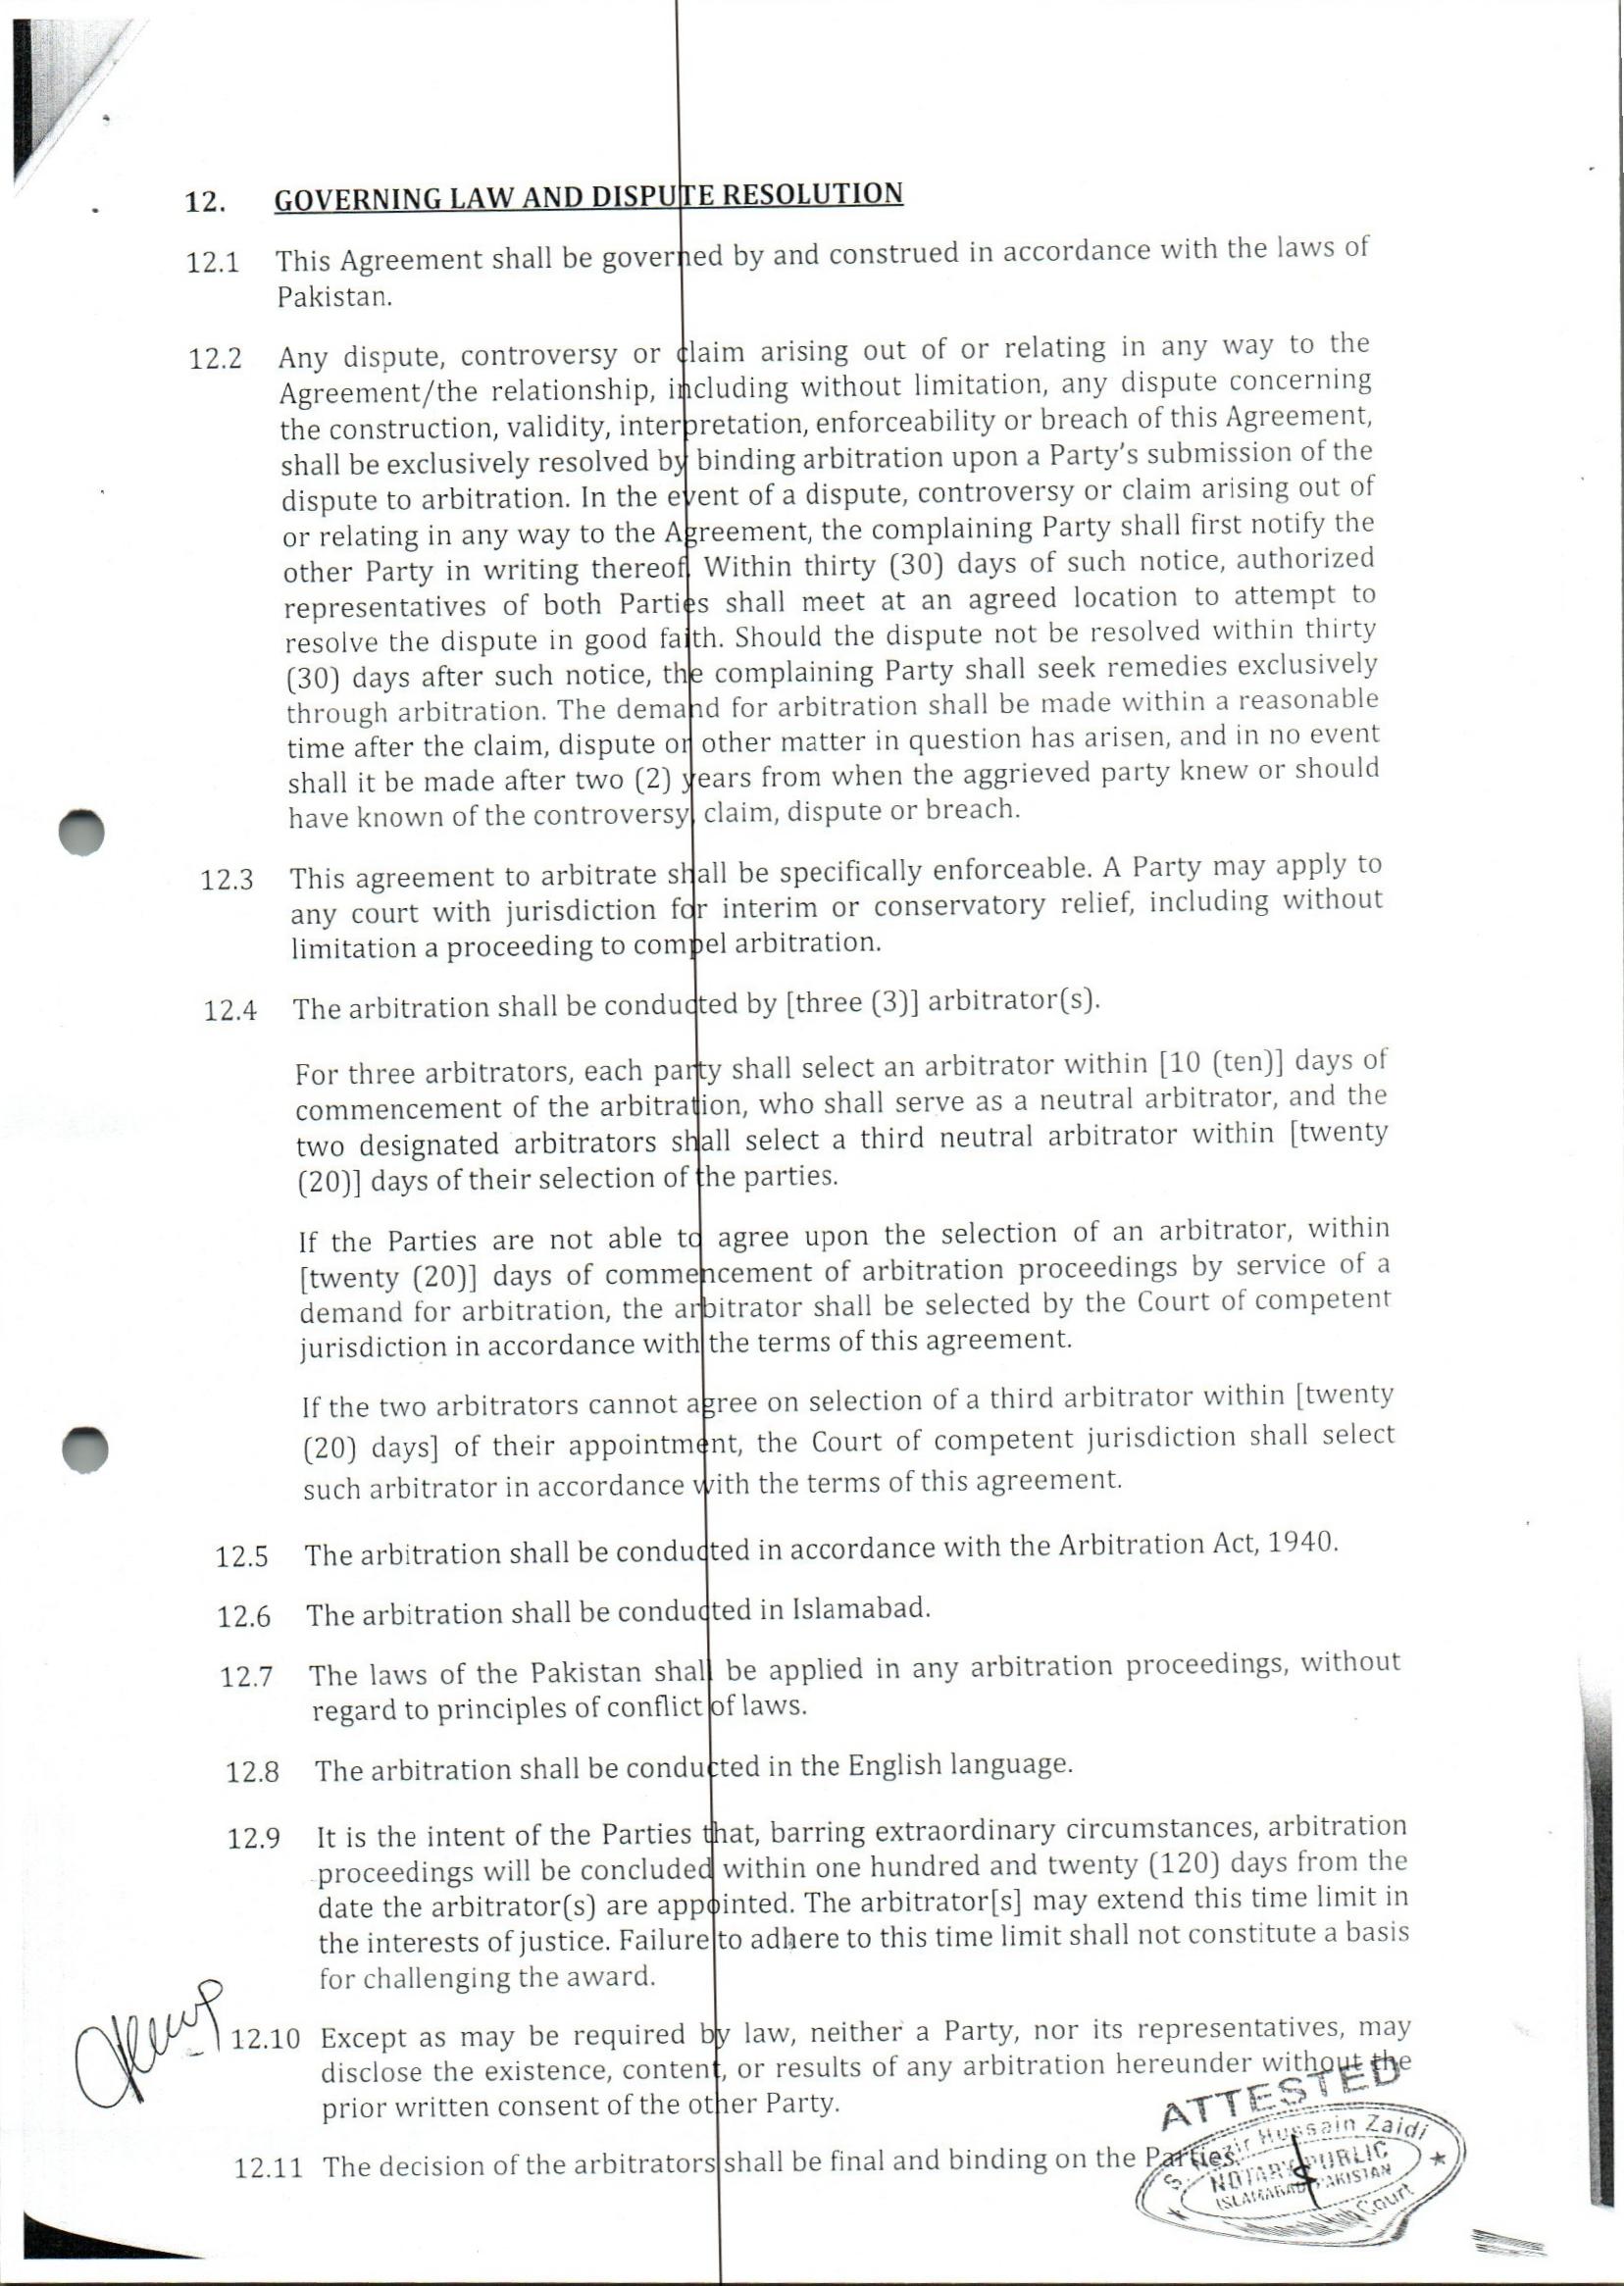 12. GOVERNING LAW AND DISPUTE RESOLUTION
12.1 This Agreement shall be governed by and construed in accordance with the laws of
Pakistan.
12.2 Any dispute, controversy or claim arising out of or relating in any way to the
Agreement/the relationship, including without limitation, any dispute concerning
the construction, validity, interpretation, enforceability or breach of this Agreement,
shall be exclusively resolved by binding arbitration upon a Party's submission of the
dispute to arbitration. In the event of a dispute, controversy or claim arising out of
or relating in any way to the Agreement, the complaining Party shall first notify the
other Party in writing thereof. Within thirty (30) days of such notice, authorized
representatives of both Parties shall meet at an agreed location to attempt to
resolve the dispute in good faith. Should the dispute not be resolved within thirty
(30) days after such notice, the complaining Party shall seek remedies exclusively
through arbitration. The demand for arbitration shall be made within a reasonable
time after the claim, dispute or other matter in question has arisen, and in no event
shall it be made after two (2) years from when the aggrieved party knew or should
have known of the controversy, claim, dispute or breach.
12.3 This agreement to arbitrate shall be specifically enforceable. A Party may apply to
any court with jurisdiction for interim or conservatory relief, including without
limitation a proceeding to compel arbitration.
12.4 The arbitration shall be conducted by [three (3)] arbitrator(s).
For three arbitrators, each party shall select an arbitrator within [10 (ten)] days of
commencement of the arbitration, who shall serve as a neutral arbitrator, and the
two designated arbitrators shall select a third neutral arbitrator within [twenty
(20)] days of their selection of the parties.
If the Parties are not able to agree upon the selection of an arbitrator, within
[twenty (20)] days of commencement of arbitration proceedings by service of a
demand for arbitration, the arbitrator shall be selected by the Court of competent
jurisdiction in accordance with the terms of this agreement.
If the two arbitrators cannot agree on selection of a third arbitrator within [twenty
(20) days] of their appointment, the Court of competent jurisdiction shall select
such arbitrator in accordance with the terms of this agreement.
12.5 The arbitration shall be conducted in accordance with the Arbitration Act, 1940.
12.6 The arbitration shall be conducted in Islamabad.
12.7 The laws of the Pakistan shall be applied in any arbitration proceedings, without
regard to principles of conflict of laws.
12.8 The arbitration shall be conducted in the English language.
12.9 It is the intent of the Parties that, barring extraordinary circumstances, arbitration
proceedings will be concluded within one hundred and twenty (120) days from the
date the arbitrator(s) are appointed. The arbitrator[s] may extend this time limit in
the interests of justice. Failure to adhere to this time limit shall not constitute a basis
for challenging the award.
12.10 Except as may be required by law, neither a Party, nor its representatives, may
disclose the existence, content, or results of any arbitration hereunder without the
prior written consent of the other Party.
12.11 The decision of the arbitrators shall be final and binding on the Parties.
ATTESTED
Hussain Zaidi
NOTARY PUBLIC
ISLAMABAD PAKISTAN
Court